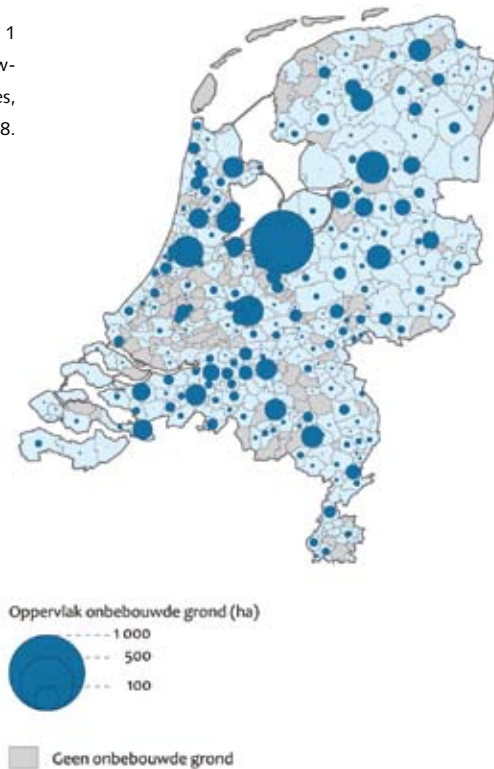 1
w-
es,
8.
Oppervlak onbebouwde grond (ha)
1 000
500
100
Geen onbebouwde grond